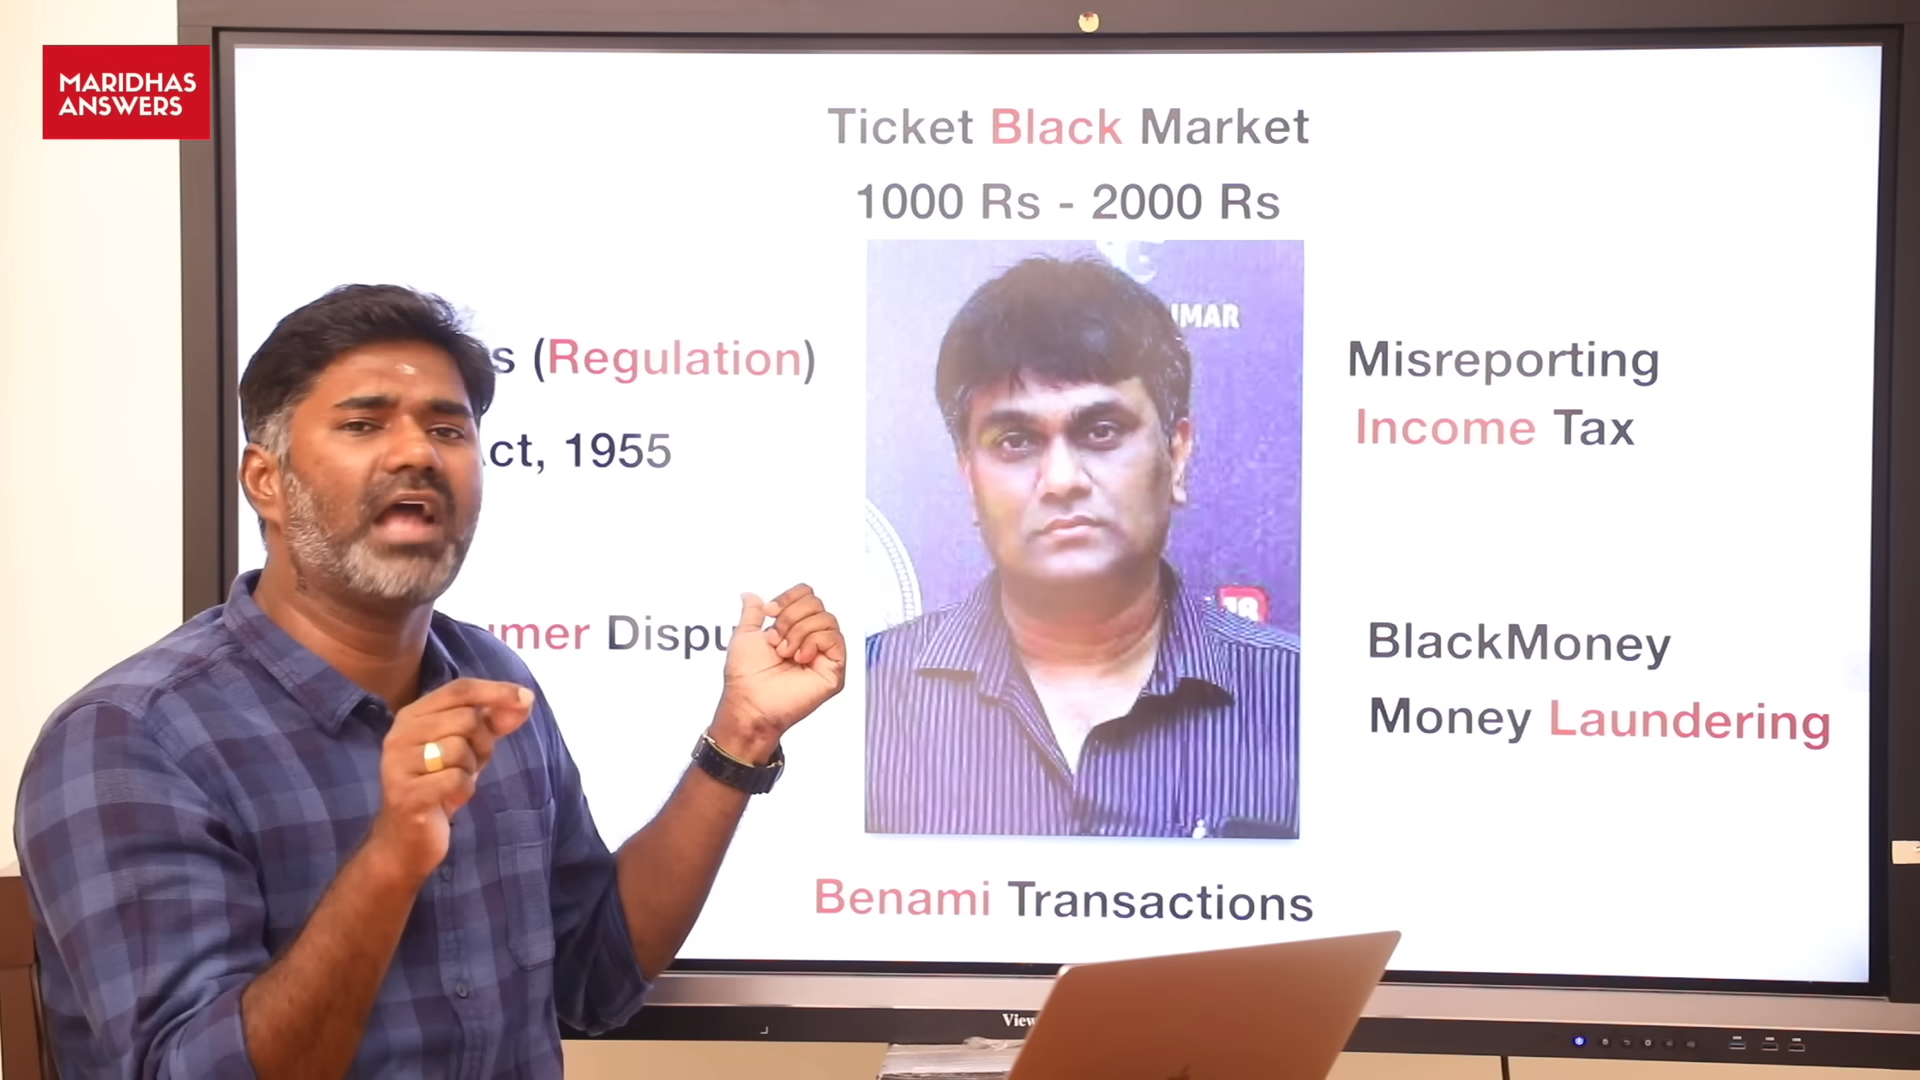 MARIDHAS
ANSWERS
Ticket Black Market
1000 Rs - 2000 Rs
(Regulation)
1955
Misreporting
Income Tax
BlackMoney
Money Laundering
Benami Transactions